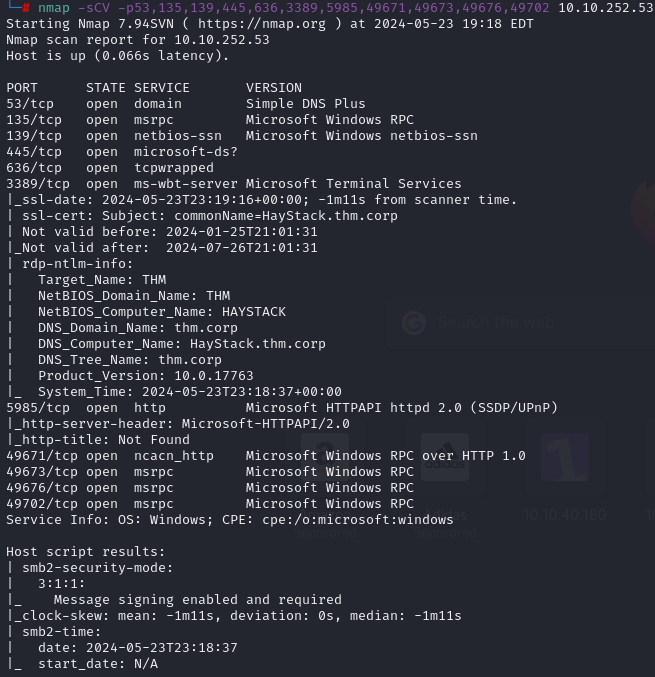 └─# nmap -sCV -p53,135,139,445,636,3389,5985,49671,49673,49676,49702 10.10.252.53
Starting Nmap 7.94SVN ( https://nmap.org ) at 2024-05-23 19:18 EDT
Nmap scan report for 10.10.252.53
Host is up (0.066s latency).

PORT      STATE SERVICE       VERSION
53/tcp    open  domain        Simple DNS Plus
135/tcp   open  msrpc         Microsoft Windows RPC
139/tcp   open  netbios-ssn   Microsoft Windows netbios-ssn
445/tcp   open  microsoft-ds?
636/tcp   open  tcpwrapped
3389/tcp  open  ms-wbt-server Microsoft Terminal Services
|_ssl-date: 2024-05-23T23:19:16+00:00; -1m11s from scanner time.
| ssl-cert: Subject: commonName=HayStack.thm.corp
| Not valid before: 2024-01-25T21:01:31
|_Not valid after:  2024-07-26T21:01:31
| rdp-ntlm-info:
|   Target_Name: THM
|   NetBIOS_Domain_Name: THM
|   NetBIOS_Computer_Name: HAYSTACK
|   DNS_Domain_Name: thm.corp
|   DNS_Computer_Name: HayStack.thm.corp
|   DNS_Tree_Name: thm.corp
|   Product_Version: 10.0.17763
|_  System_Time: 2024-05-23T23:18:37+00:00
5985/tcp  open  http          Microsoft HTTPAPI httpd 2.0 (SSDP/UPnP)
|_http-server-header: Microsoft-HTTPAPI/2.0
|_http-title: Not Found
49671/tcp open  ncacn_http    Microsoft Windows RPC over HTTP 1.0
49673/tcp open  msrpc         Microsoft Windows RPC
49676/tcp open  msrpc         Microsoft Windows RPC
49702/tcp open  msrpc         Microsoft Windows RPC
Service Info: OS: Windows; CPE: cpe:/o:microsoft:windows

Host script results:
| smb2-security-mode:
|   3:1:1:
|_    Message signing enabled and required
|_clock-skew: mean: -1m11s, deviation: 0s, median: -1m11s
| smb2-time:
|   date: 2024-05-23T23:18:37
|_  start_date: N/A
Search the web
adidas
10.10.40.180
Sponsored